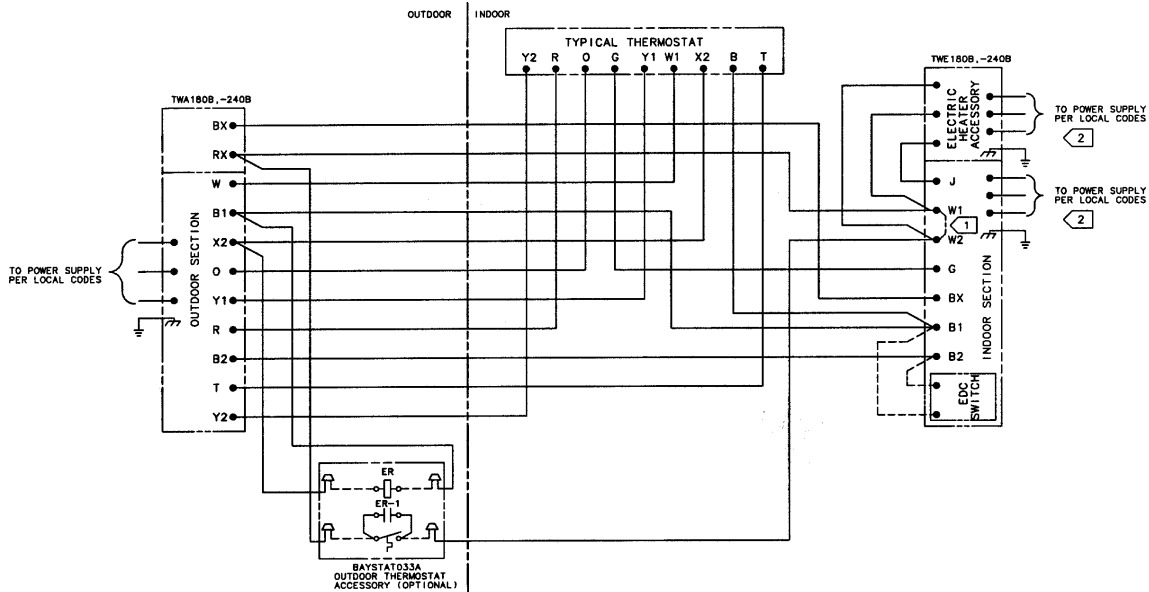 OUTDOOR
INDOOR
TYPICAL THERMOSTAT
Y2 R O G Y1 W1 X2 B T
TWA180B,-240B
BX
RX
W
B1
X2
O
Y1
R
B2
T
Y2
OUTDOOR SECTION
TO POWER SUPPLY
PER LOCAL CODES
TWE180B,-240B
ELECTRIC
HEATER
ACCESSORY
TO POWER SUPPLY
PER LOCAL CODES
2
J
W1
1
W2
G
BX
B1
B2
INDOOR SECTION
TO POWER SUPPLY
PER LOCAL CODES
2
EDC
SWITCH
ER
ER-1
BAYSTAT033A
OUTDOOR THERMOSTAT
ACCESSORY (OPTIONAL)